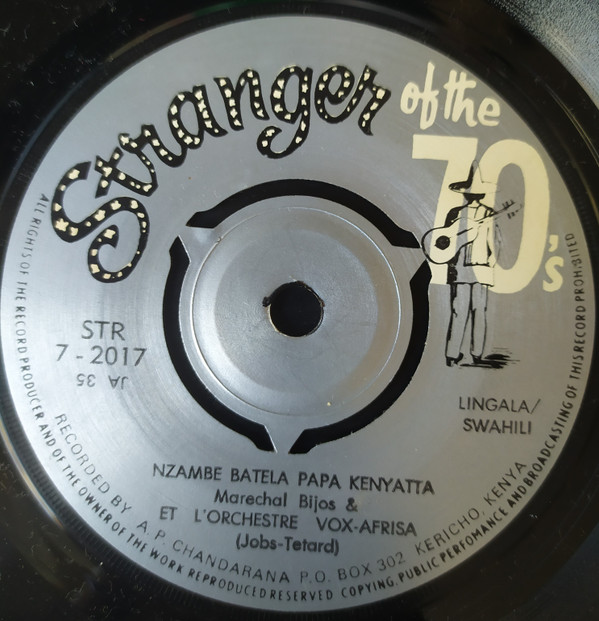 Stranger of the
70's
STR
7-2017
JA 35
LINGALA/
SWAHILI
NZAMBE BATELA PAPA KENYATTA
Marechal Bijos &
ET L'ORCHESTRE VOX-AFRISA
(Jobs-Tetard)
RECORDED BY A. P. CHANDARANA P.O. BOX 302 KERICHO, KENYA
ALL RIGHTS OF THE RECORD PRODUCER AND OF THE OWNER OF THE WORK REPRODUCED RESERVED COPYING, PUBLIC PERFOMANCE AND BROADCASTING OF THIS RECORD PROHIBITED